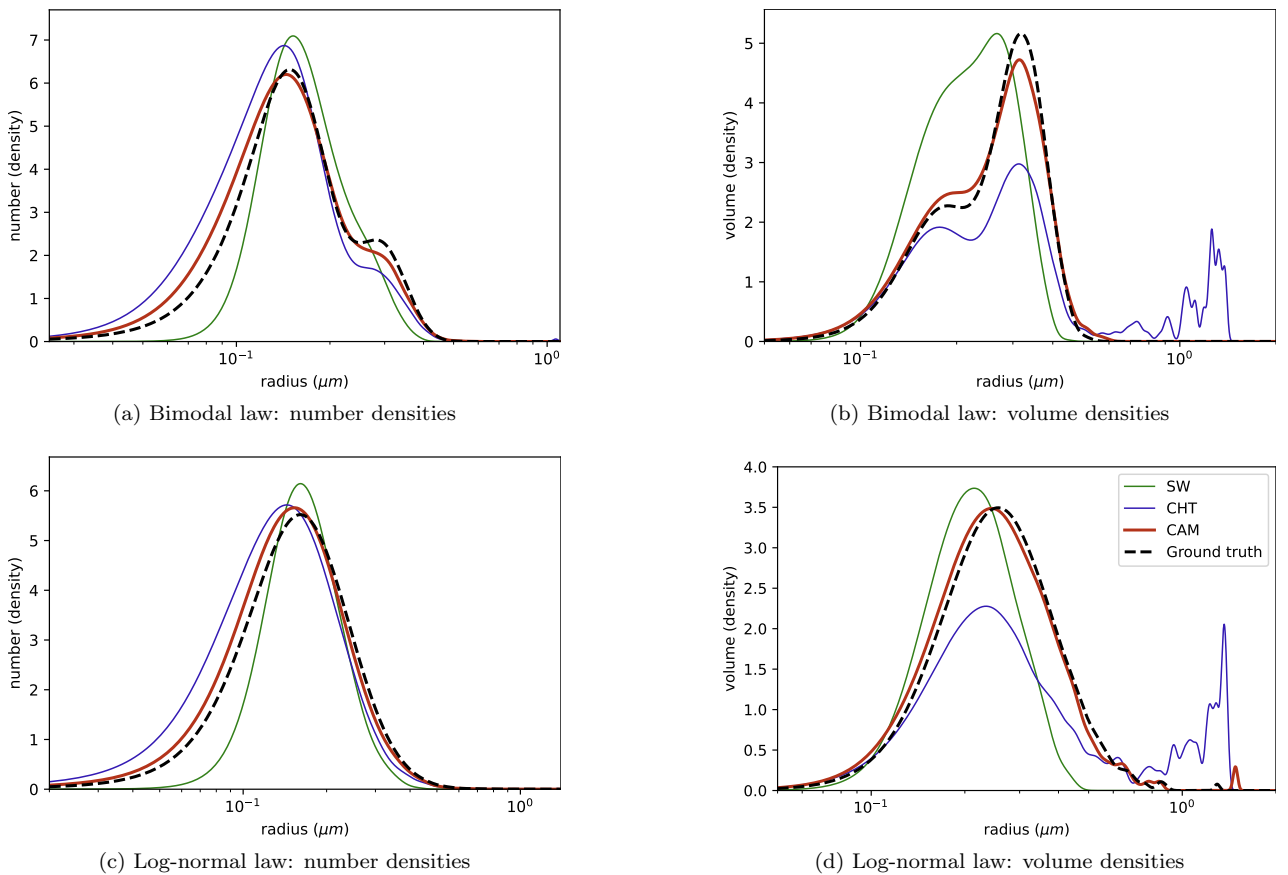 7
6
5
4
3
2
1
0
number (density)
10⁻¹
10⁰
radius (μm)
(a) Bimodal law: number densities
5
4
3
2
1
0
volume (density)
10⁻¹
10⁰
radius (μm)
(b) Bimodal law: volume densities
6
5
4
3
2
1
0
number (density)
10⁻¹
10⁰
radius (μm)
(c) Log-normal law: number densities
4.0
3.5
3.0
2.5
2.0
1.5
1.0
0.5
0.0
volume (density)
SW
CHT
CAM
Ground truth
10⁻¹
10⁰
radius (μm)
(d) Log-normal law: volume densities